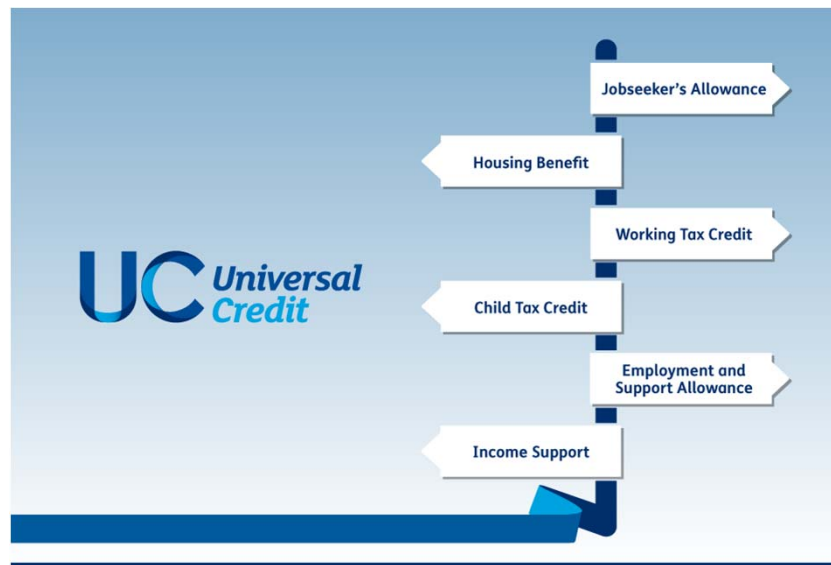 Jobseeker's Allowance
Housing Benefit
Working Tax Credit
UC Universal
Credit
Child Tax Credit
Employment and
Support Allowance
Income Support